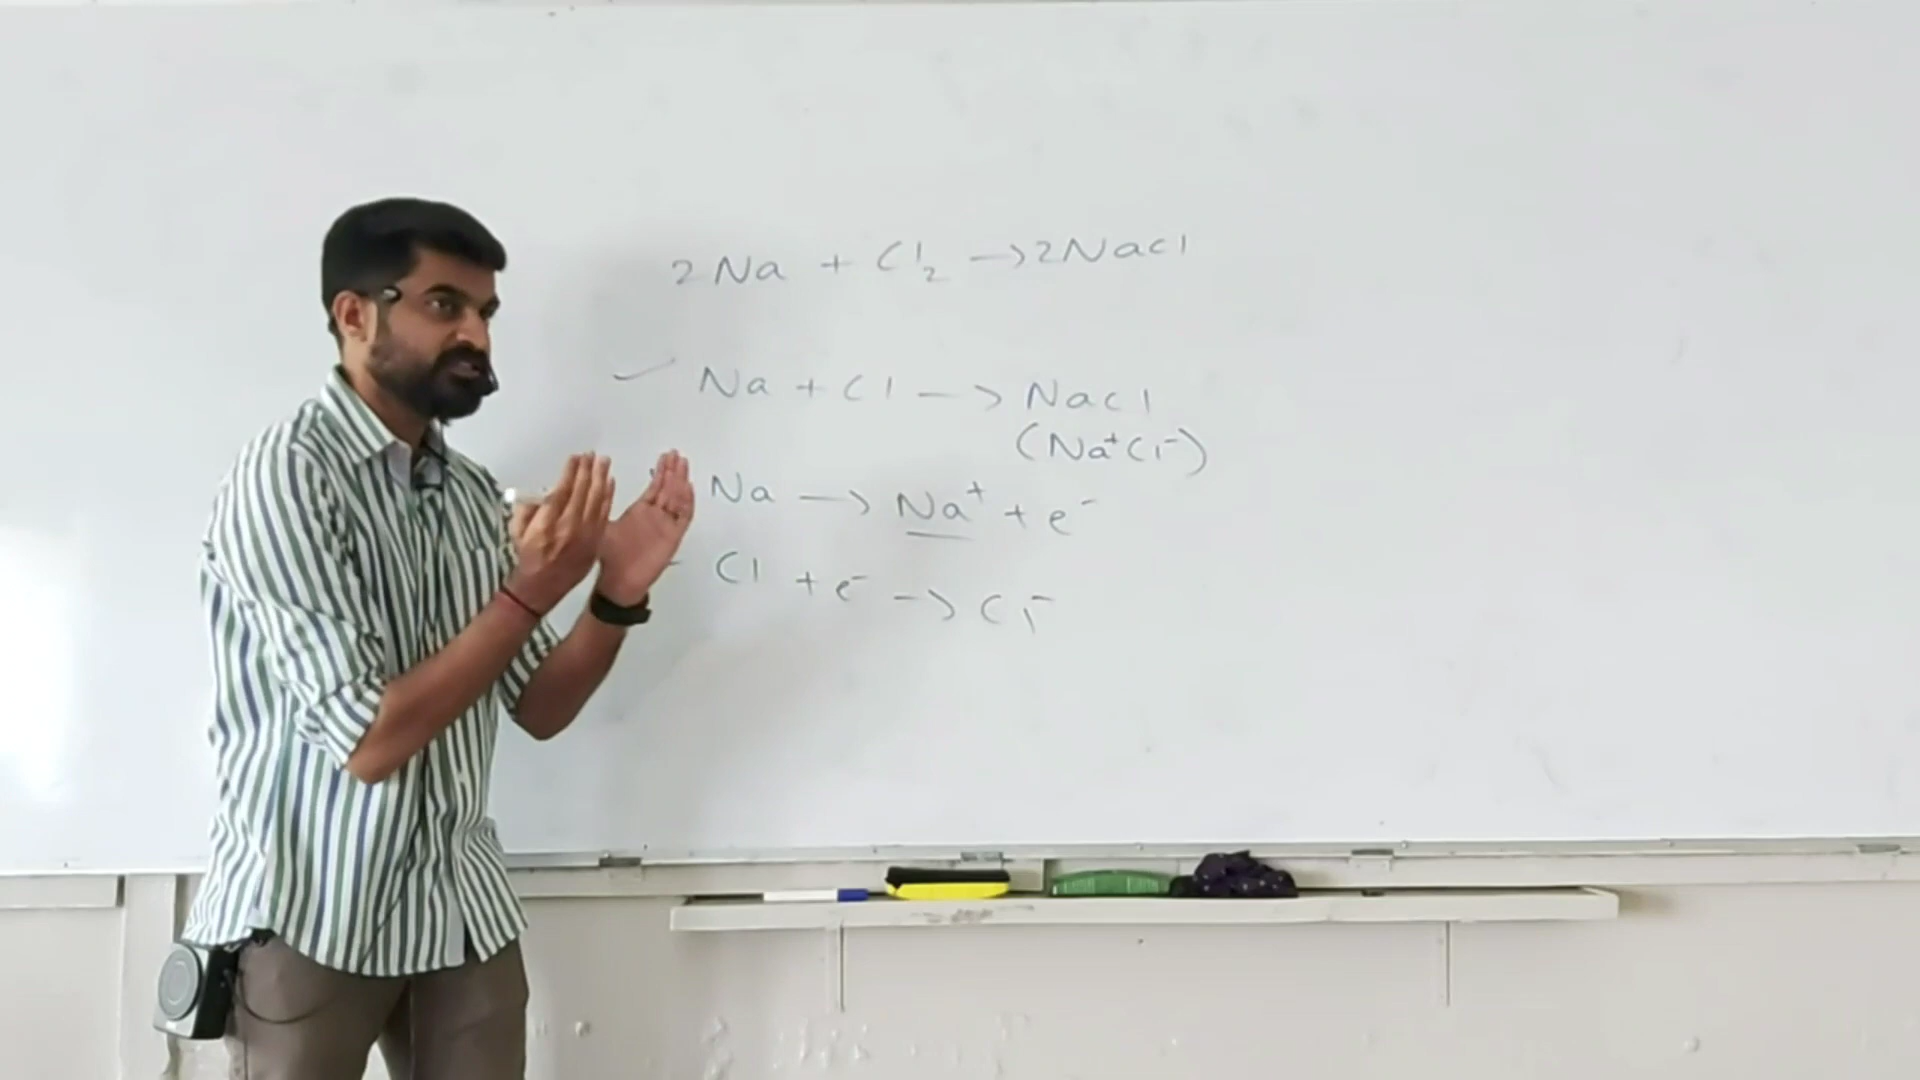 2Na + Cl₂ → 2NaCl
Na + Cl → NaCl
(Na⁺Cl⁻)
Na → Na⁺ + e⁻
Cl + e⁻ → Cl⁻